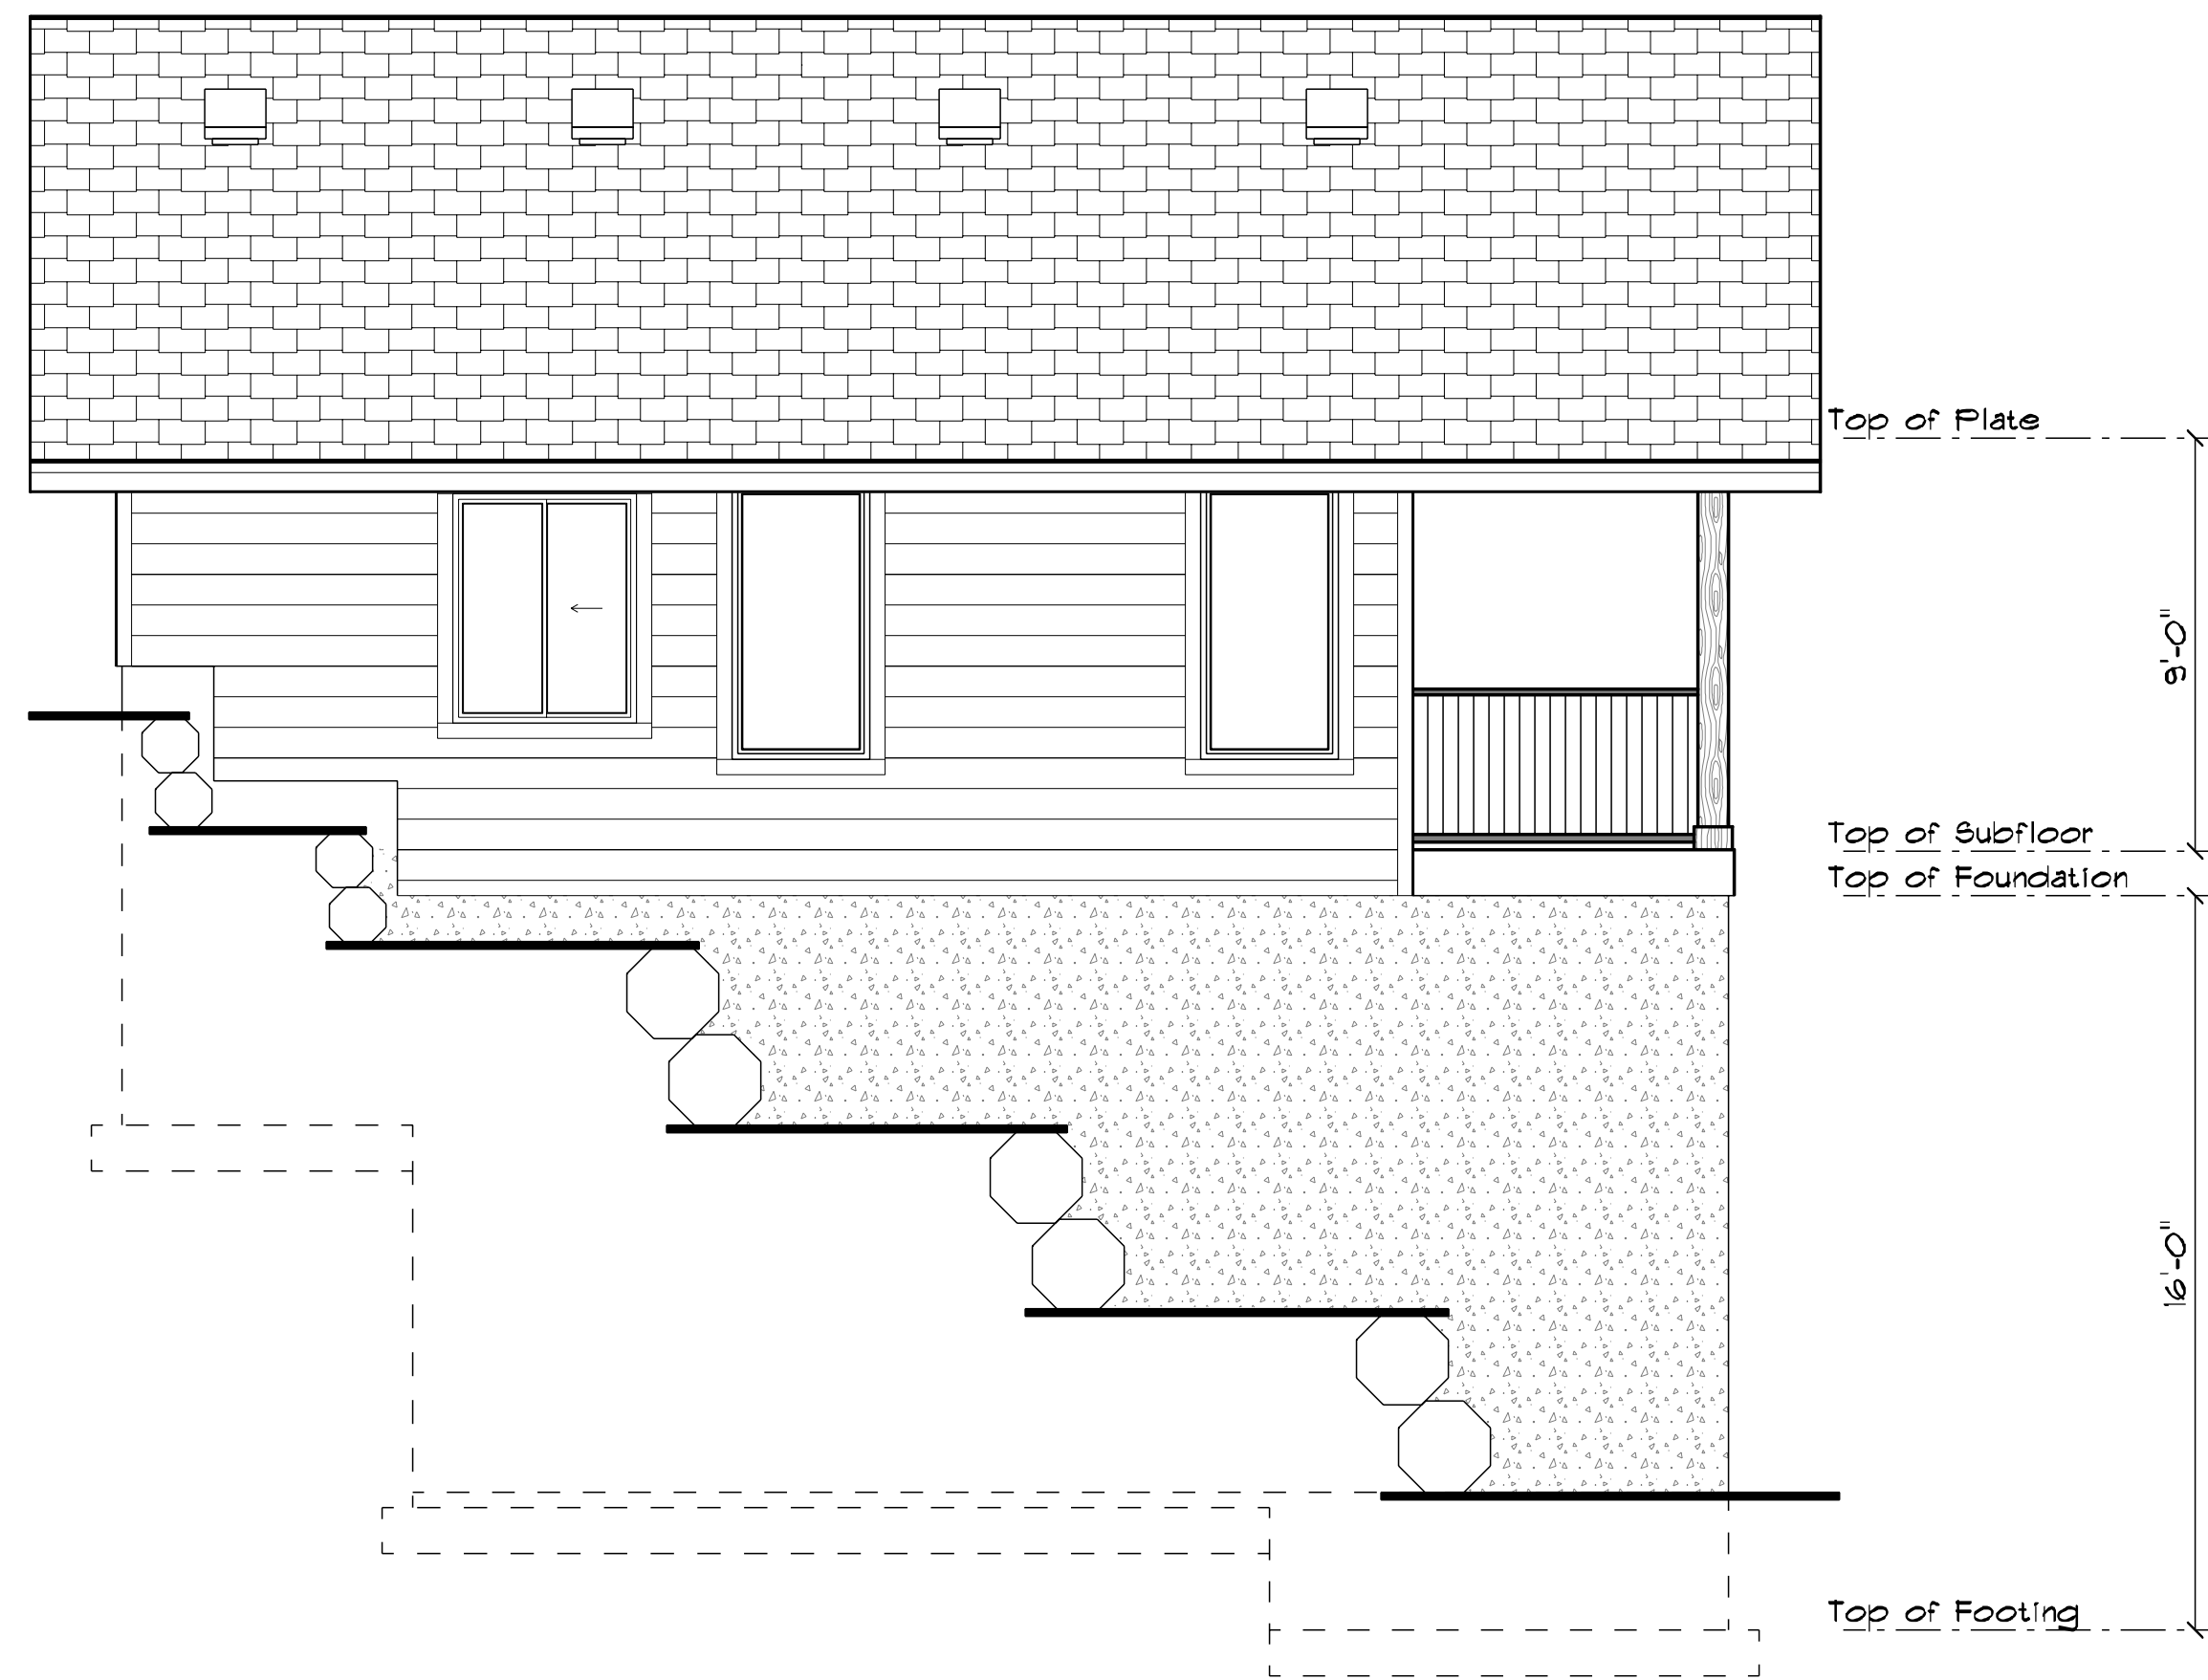 Top of Plate
9'-0"
Top of Subfloor
Top of Foundation
16'-0"
Top of Footing